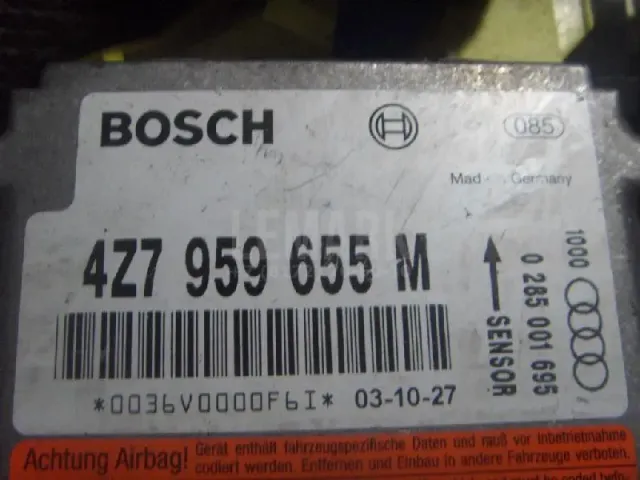 BOSCH
085
Made in Germany
4Z7 959 655 M
SENSOR
0 285 001 695
1000
*0036V0000F6I* 03-10-27
Achtung Airbag! Gerät enthält fahrzeugspezifische Daten und muß vor Inbetriebnahme
codiert werden. Entfernen und Einbau in andere Fahrzeuge verboten.